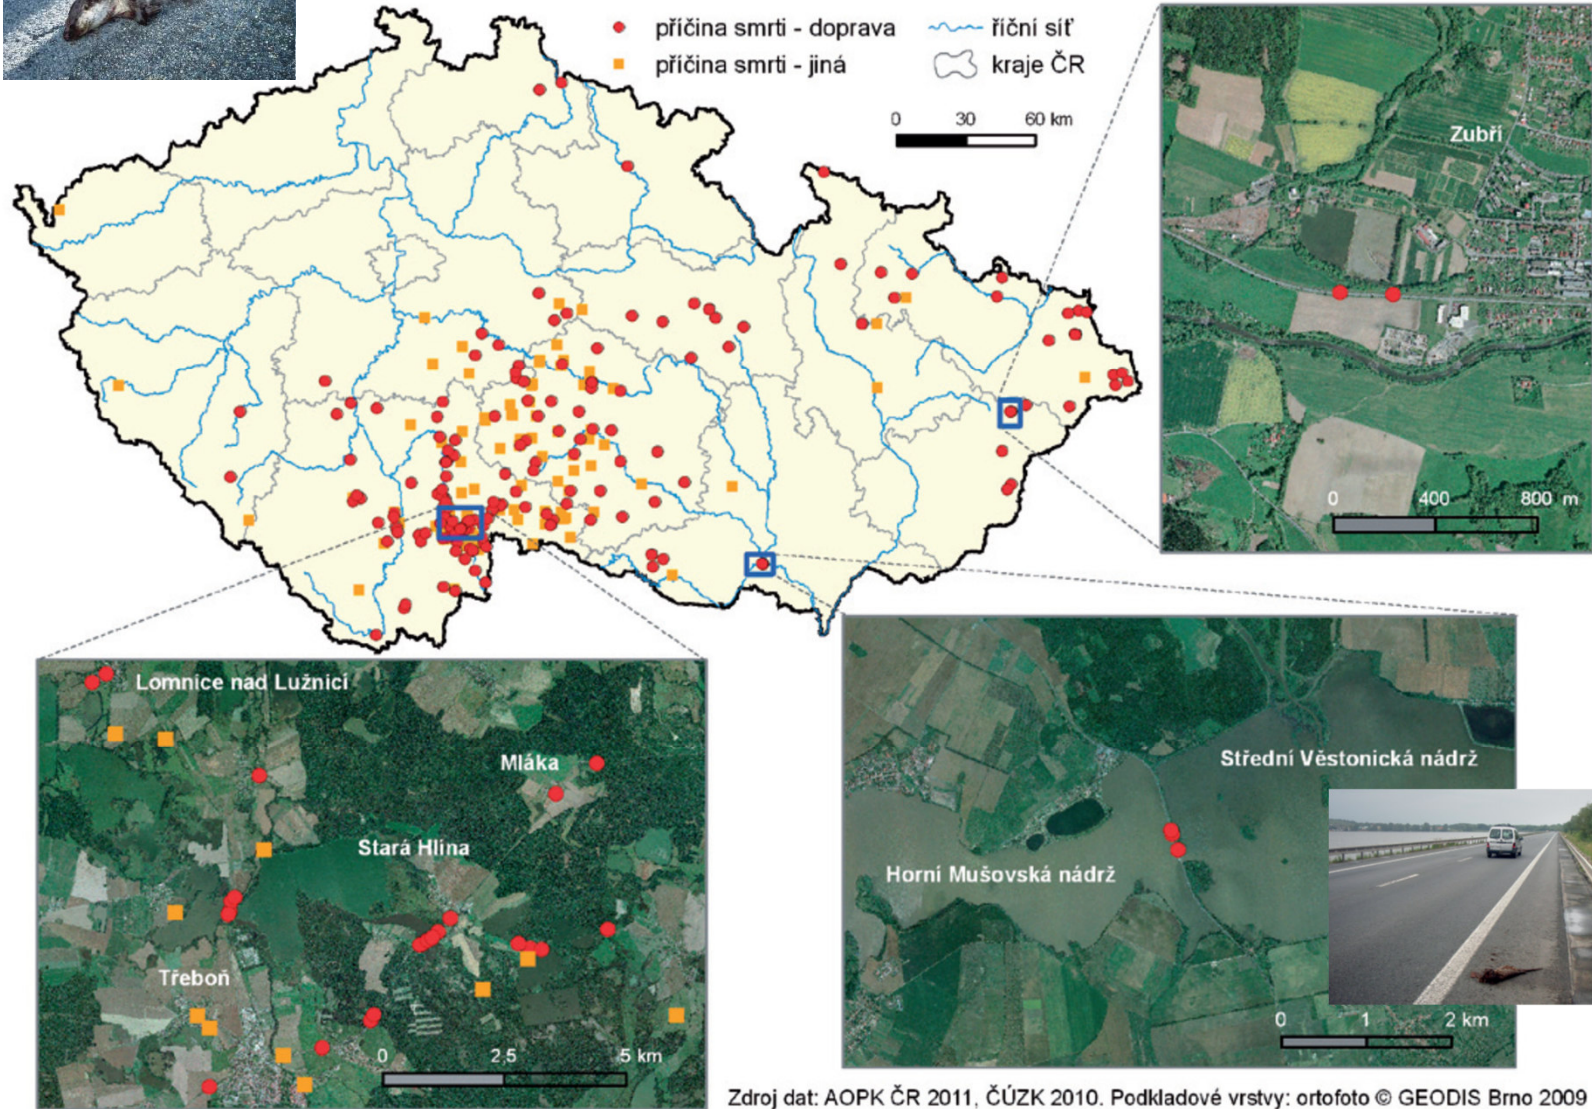 příčina smrti - doprava
říční síť
příčina smrti - jiná
kraje ČR
0 30 60 km
Zubří
0 400 800 m
Lomnice nad Lužnicí
Mláka
Stará Hlína
Třeboň
0 2,5 5 km
Střední Věstonická nádrž
Horní Mušovská nádrž
0 1 2 km
Zdroj dat: AOPK ČR 2011, ČÚZK 2010. Podkladové vrstvy: ortofoto © GEODIS Brno 2009